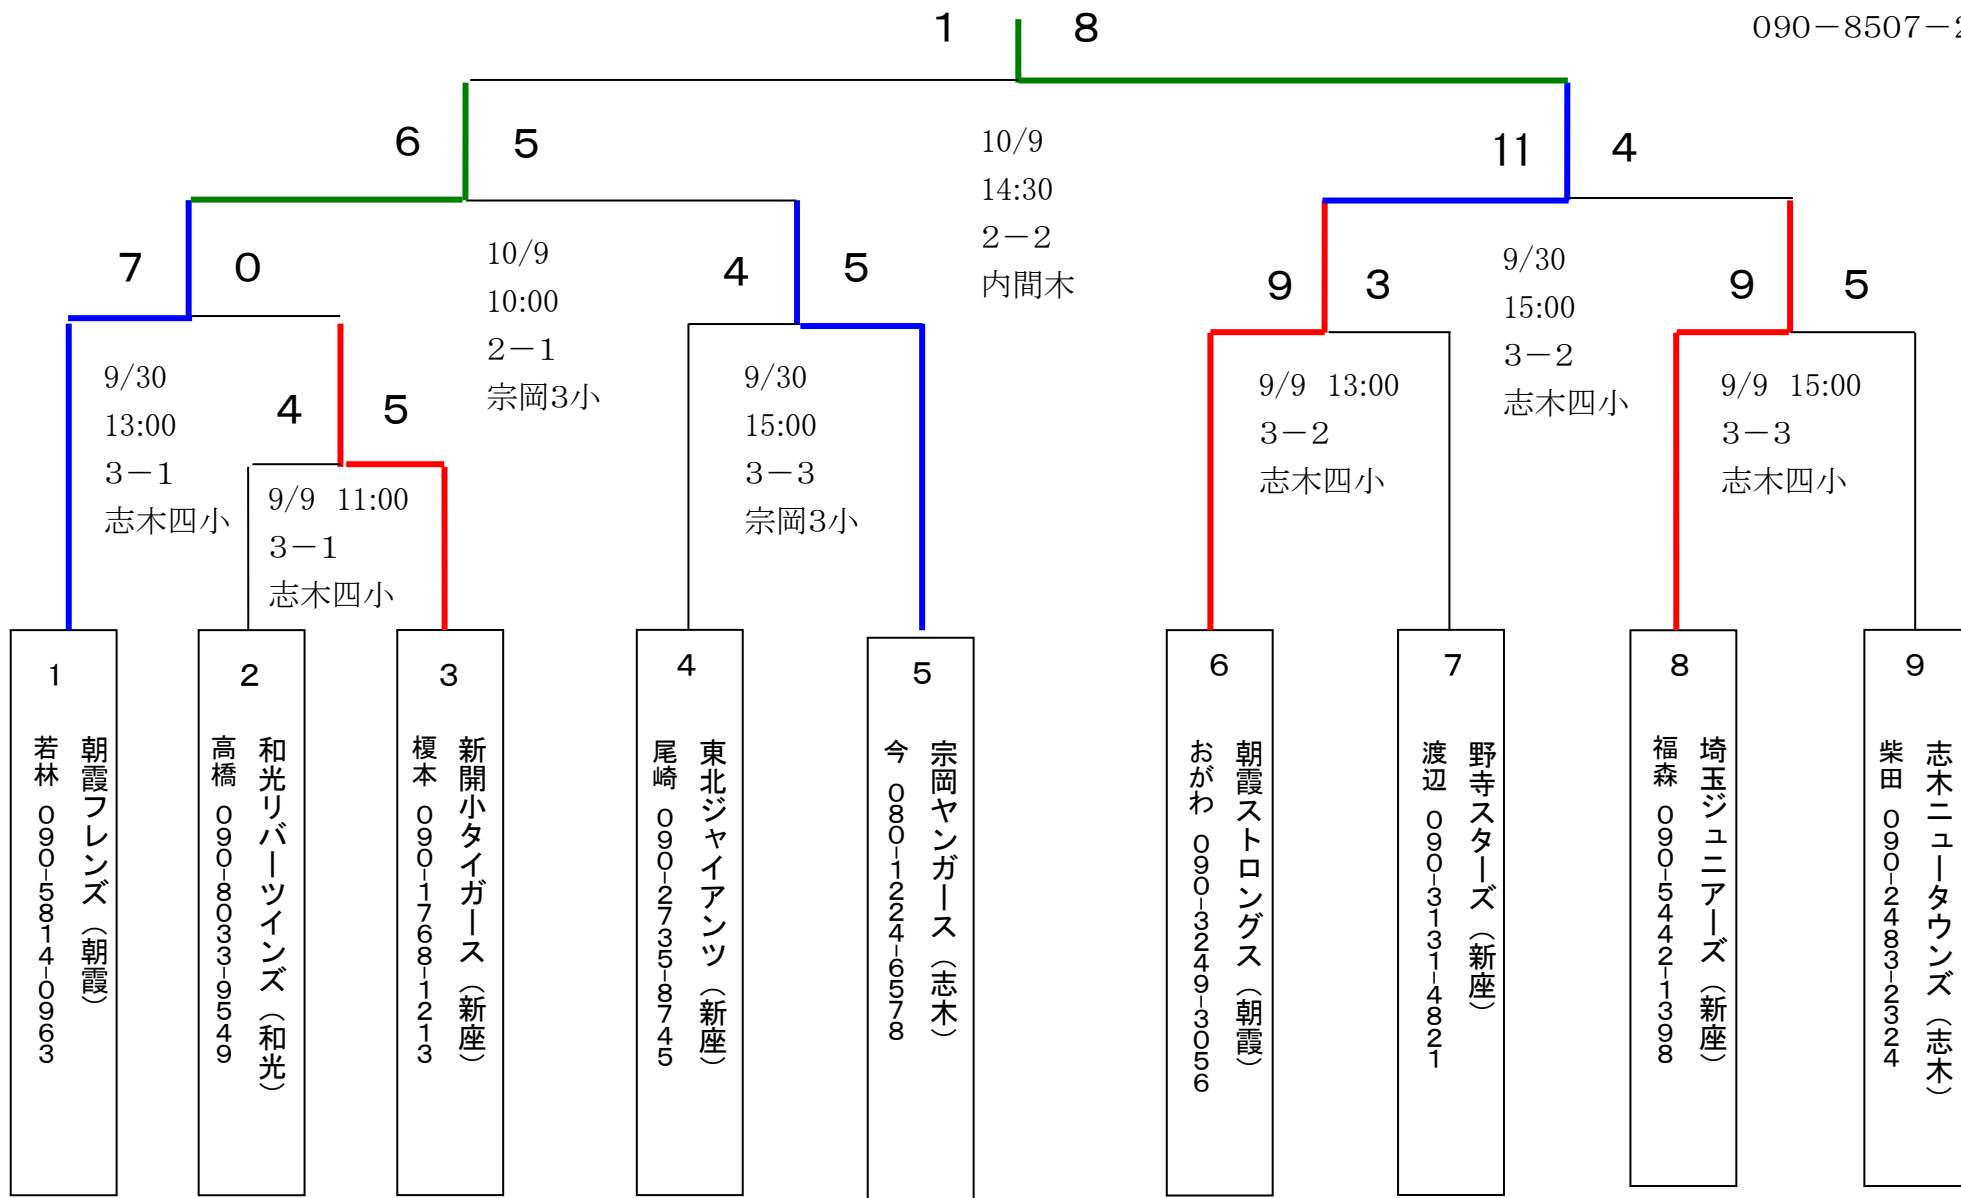 090－8507－2
1 8
6 5
11 4
10/9
14:30
2－2
内間木
7 0
10/9
10:00
2－1
宗岡3小
4 5
9 3
9/30
15:00
3－2
志木四小
9 5
9/30
13:00
3－1
志木四小
4 5
9/9 11:00
3－1
志木四小
9/30
15:00
3－3
宗岡3小
9/9 13:00
3－2
志木四小
9/9 15:00
3－3
志木四小
1
朝霞フレンズ（朝霞）
若林 090-5814-0963
2
和光リバーツインズ（和光）
高橋 090-8033-9549
3
新開小タイガース（新座）
榎本 090-1768-1213
4
東北ジャイアンツ（新座）
尾崎 090-2735-8745
5
宗岡ヤンガース（志木）
今 080-1224-6578
6
朝霞ストロングス（朝霞）
おがわ 090-3249-3056
7
野寺スターズ（新座）
渡辺 090-3131-4821
8
埼玉ジュニアーズ（新座）
福森 090-5442-1398
9
志木ニュータウンズ（志木）
柴田 090-2483-2324